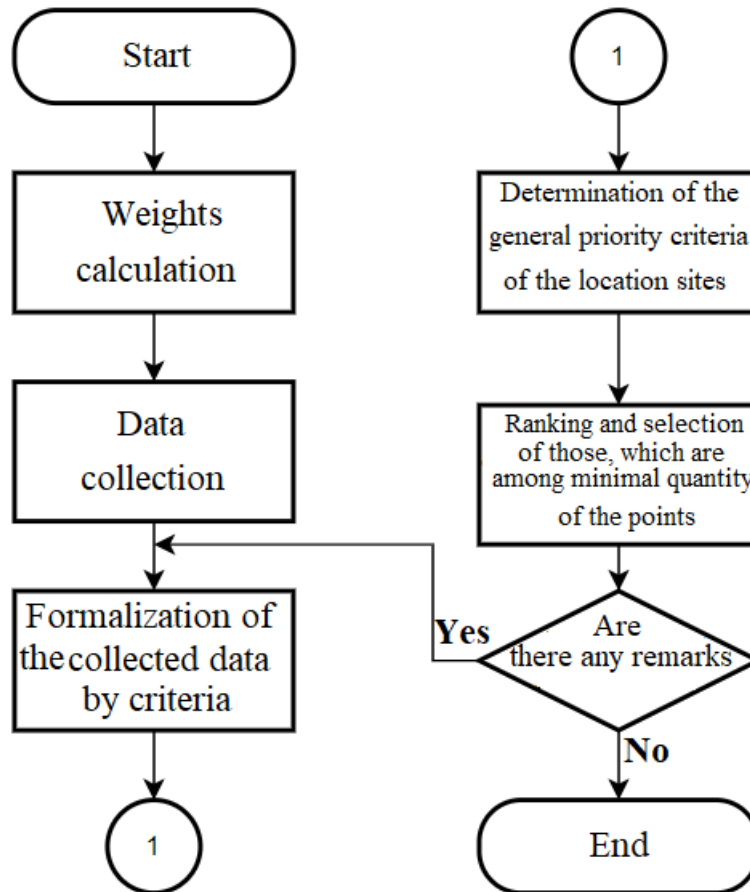 Start
Weights
calculation
Data
collection
Formalization of
the collected data
by criteria
1
1
Determination of the
general priority criteria
of the location sites
Ranking and selection
of those, which are
among minimal quantity
of the points
Are
there any remarks
Yes
No
End